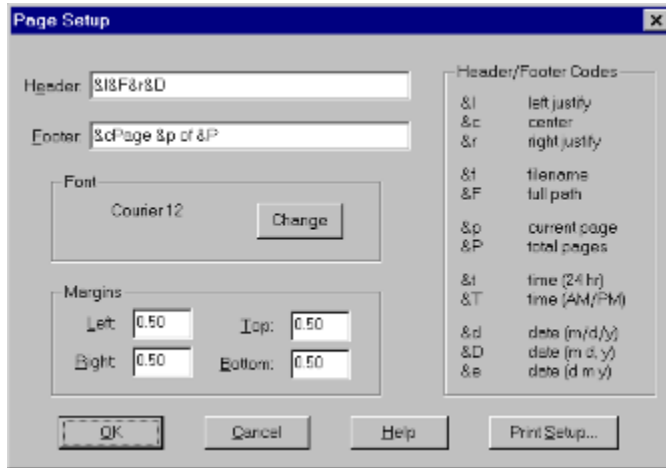 Page Setup
Header: &l&F&r&D
Footer: &cPage &p of &P
Font
Courier 12
Change
Margins
Left: 0.50
Top: 0.50
Right: 0.50
Bottom: 0.50
Header/Footer Codes
&l left justify
&c center
&r right justify
&f filename
&F full path
&p current page
&P total pages
&t time (24 hr)
&T time (AM/PM)
&d date (m/d/y)
&D date (m d, y)
&e date (d m y)
OK
Cancel
Help
Print Setup...